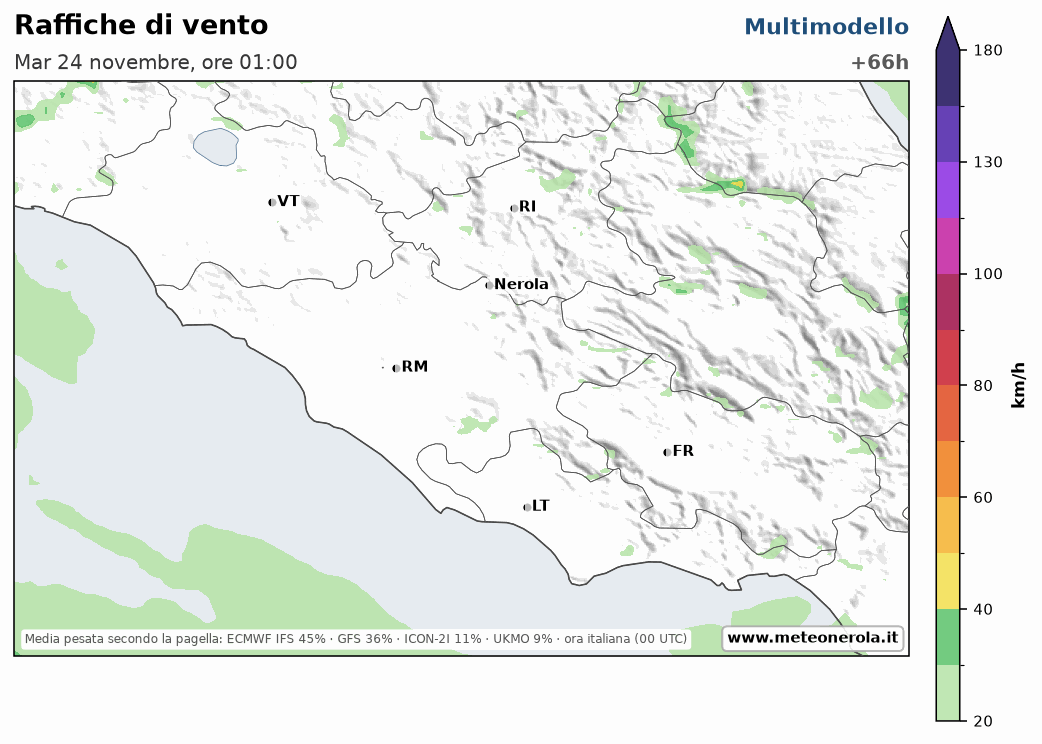 Raffiche di vento
Multimodello
Mar 24 novembre, ore 01:00
+66h
VT
RI
Nerola
RM
FR
LT
Media pesata secondo la pagella: ECMWF IFS 45% · GFS 36% · ICON-2I 11% · UKMO 9% · ora italiana (00 UTC)
www.meteonerola.it
180
130
100
80
60
40
20
km/h